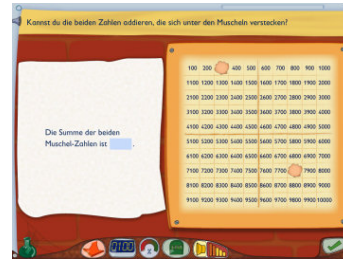 Kannst du die beiden Zahlen addieren, die sich unter den Muscheln verstecken?
Die Summe der beiden
Muschel-Zahlen ist .
100 200 400 500 600 700 800 900 1000
1100 1200 1300 1400 1500 1600 1700 1800 1900 2000
2100 2200 2300 2400 2500 2600 2700 2800 2900 3000
3100 3200 3300 3400 3500 3600 3700 3800 3900 4000
4100 4200 4300 4400 4500 4600 4700 4800 4900 5000
5100 5200 5300 5400 5500 5600 5700 5800 5900 6000
6100 6200 6300 6400 6500 6600 6700 6800 6900 7000
7100 7200 7300 7400 7500 7600 7700 7900 8000
8100 8200 8300 8400 8500 8600 8700 8800 8900 9000
9100 9200 9300 9400 9500 9600 9700 9800 9900 10000